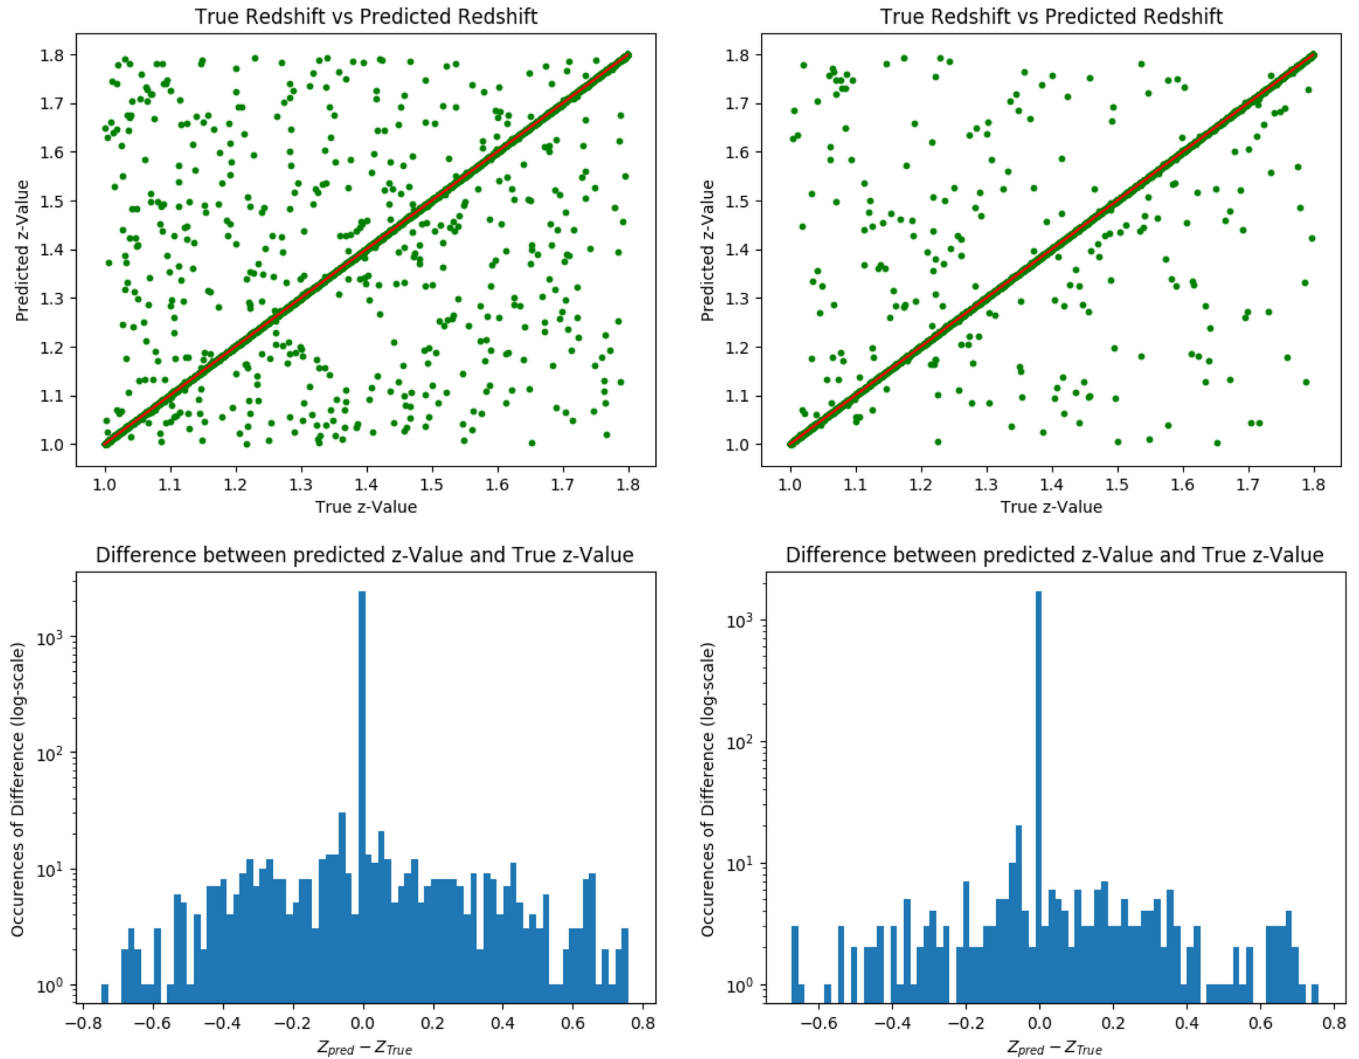 True Redshift vs Predicted Redshift
Predicted z-Value
1.8
1.7
1.6
1.5
1.4
1.3
1.2
1.1
1.0
1.0 1.1 1.2 1.3 1.4 1.5 1.6 1.7 1.8
True z-Value
True Redshift vs Predicted Redshift
Predicted z-Value
1.8
1.7
1.6
1.5
1.4
1.3
1.2
1.1
1.0
1.0 1.1 1.2 1.3 1.4 1.5 1.6 1.7 1.8
True z-Value
Difference between predicted z-Value and True z-Value
Occurences of Difference (log-scale)
10³
10²
10¹
10⁰
−0.8 −0.6 −0.4 −0.2 0.0 0.2 0.4 0.6 0.8
Zpred − ZTrue
Difference between predicted z-Value and True z-Value
Occurences of Difference (log-scale)
10³
10²
10¹
10⁰
−0.6 −0.4 −0.2 0.0 0.2 0.4 0.6 0.8
Zpred − ZTrue